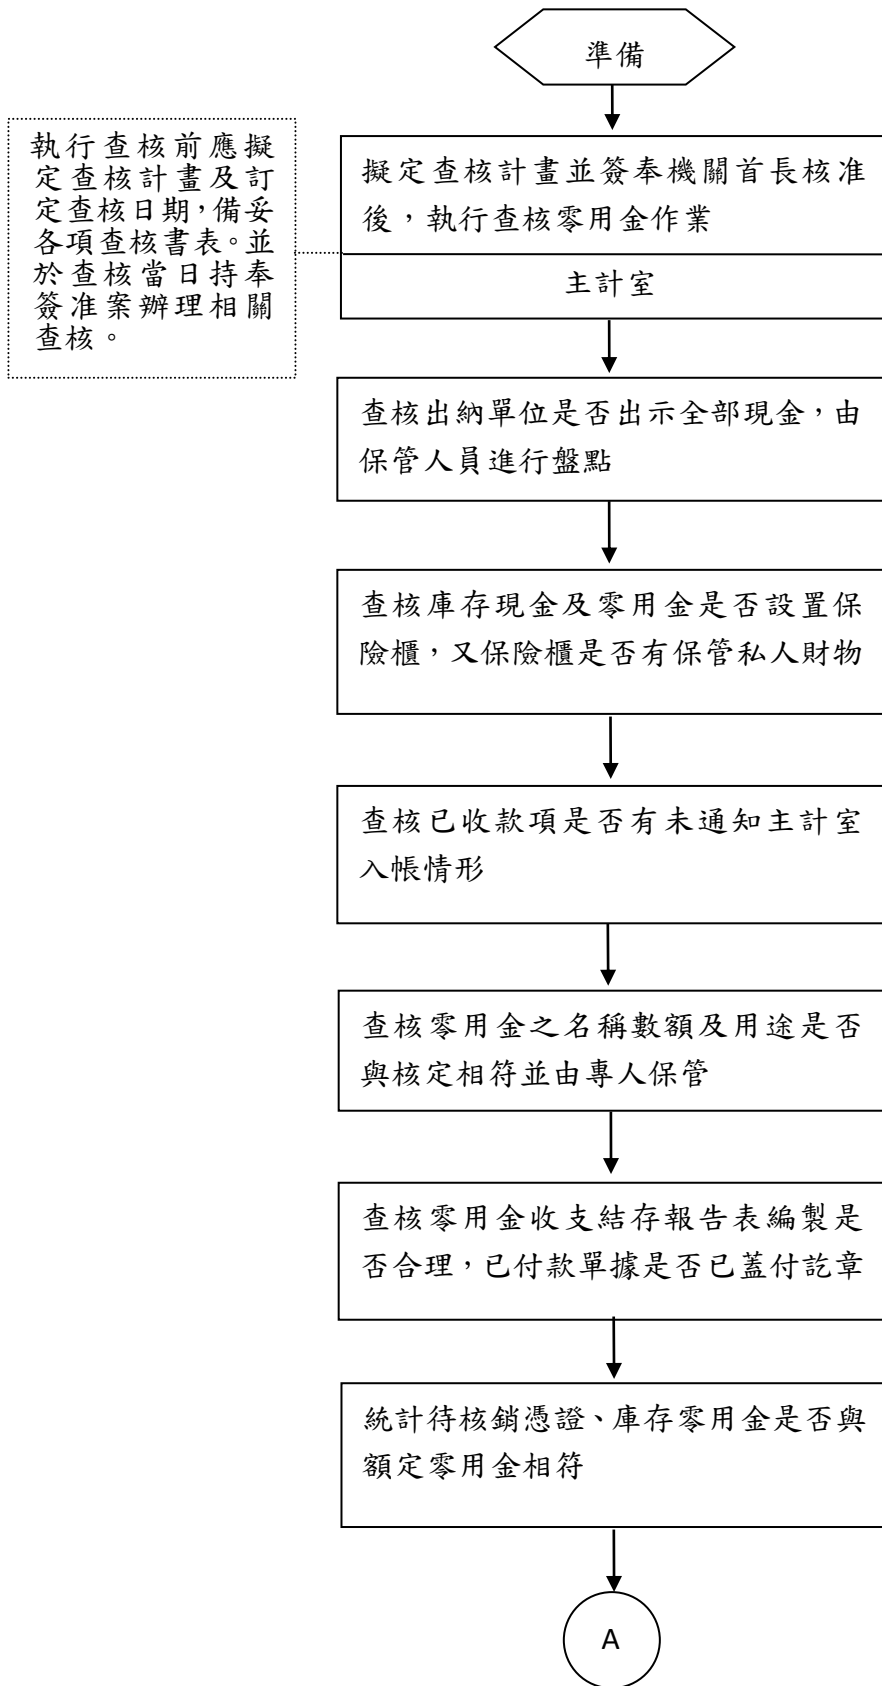 準備
執行查核前應擬
定查核計畫及訂
定查核日期，備妥
各項查核書表。並
於查核當日持奉
簽准案辦理相關
查核。
擬定查核計畫並簽奉機關首長核准
後，執行查核零用金作業
主計室
查核出納單位是否出示全部現金，由
保管人員進行盤點
查核庫存現金及零用金是否設置保
險櫃，又保險櫃是否有保管私人財物
查核已收款項是否有未通知主計室
入帳情形
查核零用金之名稱數額及用途是否
與核定相符並由專人保管
查核零用金收支結存報告表編製是
否合理，已付款單據是否已蓋付訖章
統計待核銷憑證、庫存零用金是否與
額定零用金相符
A